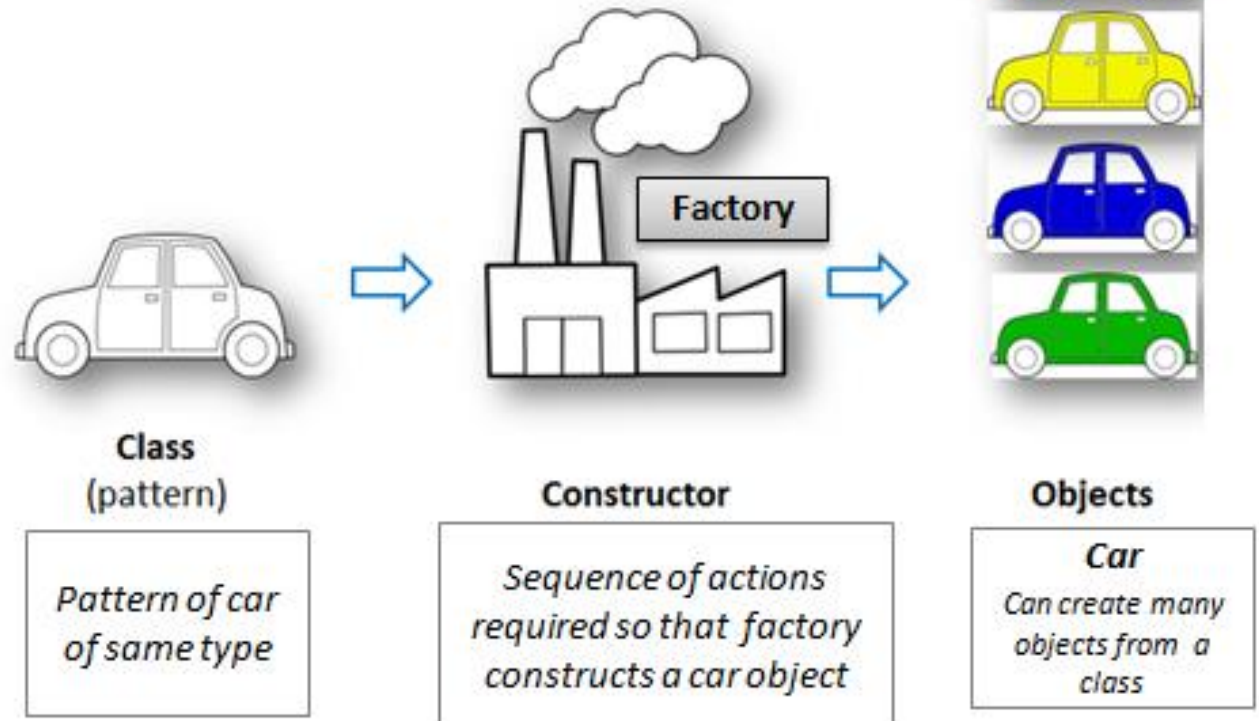 Factory
Class
(pattern)
Pattern of car
of same type
Constructor
Sequence of actions
required so that factory
constructs a car object
Objects
Car
Can create many
objects from a
class